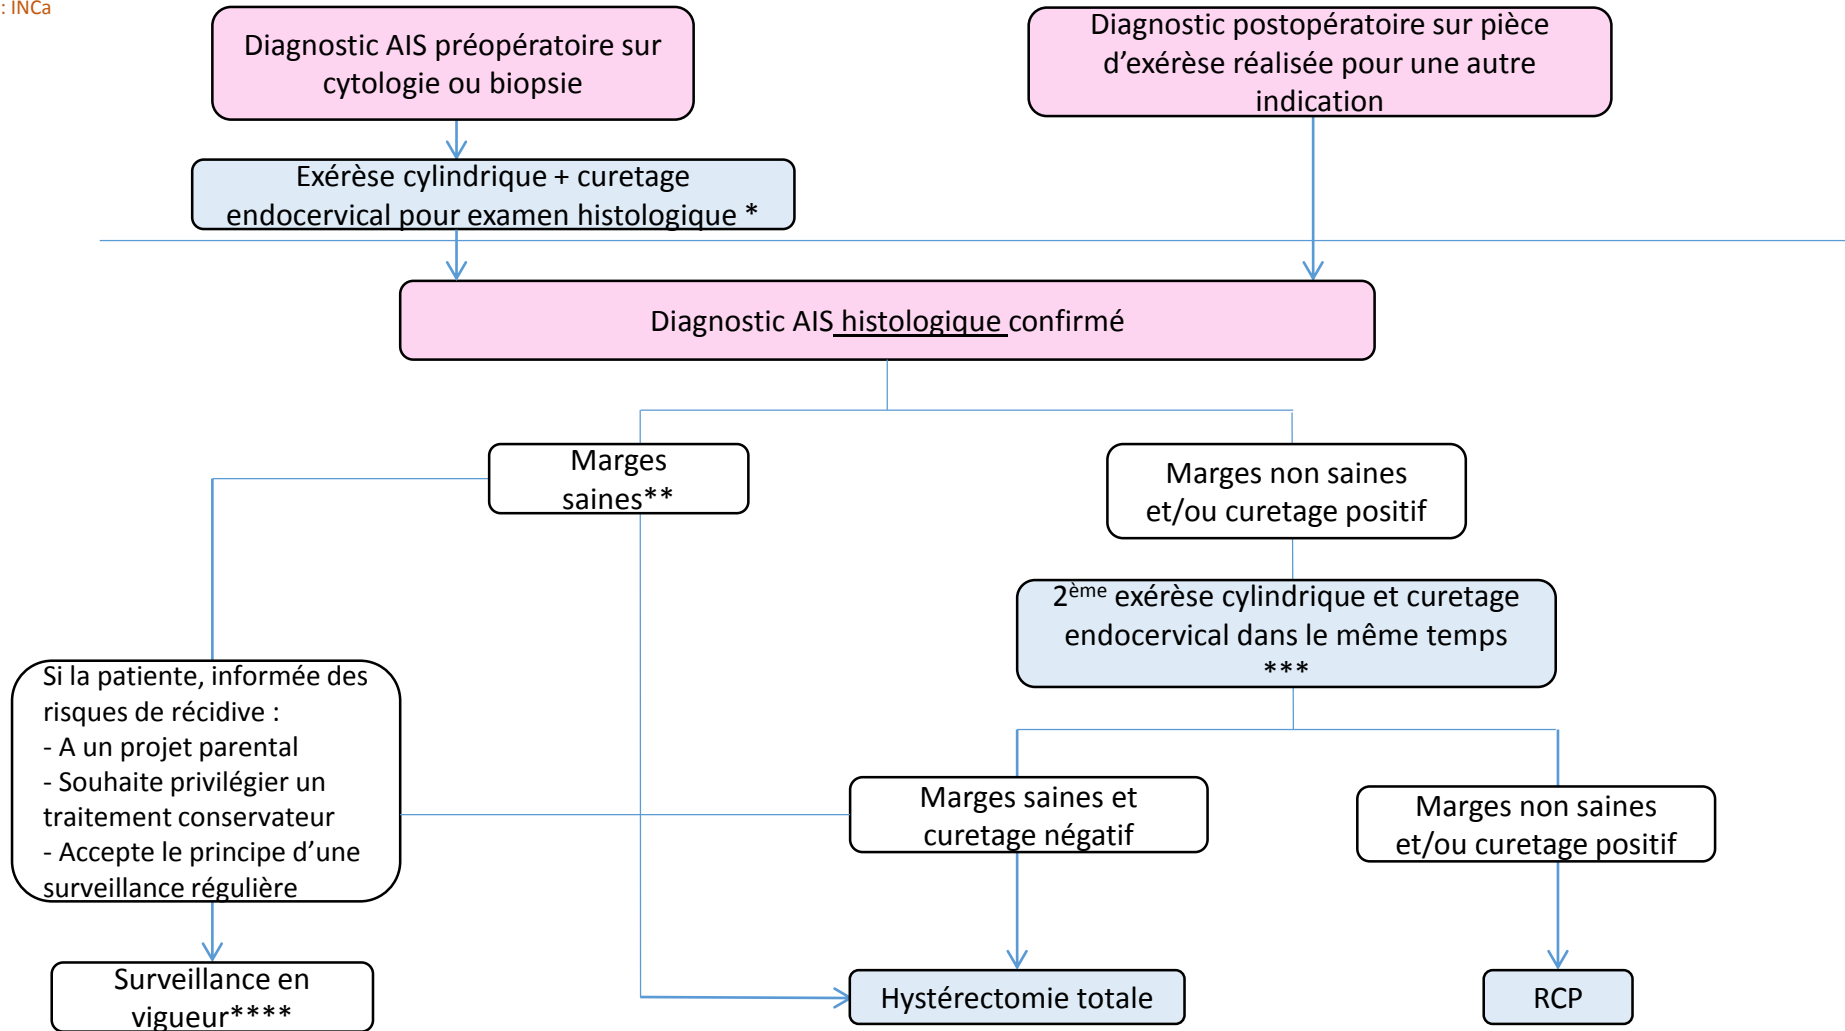 : INCa
Diagnostic AIS préopératoire sur
cytologie ou biopsie
Diagnostic postopératoire sur pièce
d’exérèse réalisée pour une autre
indication
Exérèse cylindrique + curetage
endocervical pour examen histologique *
Diagnostic AIS histologique confirmé
Marges
saines**
Marges non saines
et/ou curetage positif
2ème exérèse cylindrique et curetage
endocervical dans le même temps
***
Si la patiente, informée des
risques de récidive :
- A un projet parental
- Souhaite privilégier un
traitement conservateur
- Accepte le principe d’une
surveillance régulière
Marges saines et
curetage négatif
Marges non saines
et/ou curetage positif
Surveillance en
vigueur****
Hystérectomie totale
RCP